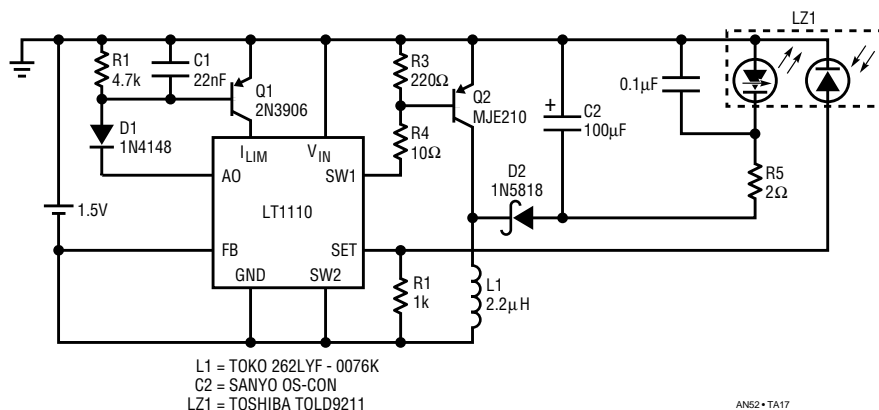 LZ1
R1
4.7k
C1
22nF
Q1
2N3906
R3
220Ω
Q2
MJE210
0.1µF
+
C2
100µF
D1
1N4148
ILIM
VIN
R4
10Ω
AO
SW1
D2
1N5818
R5
2Ω
1.5V
LT1110
FB
SET
GND
SW2
R1
1k
L1
2.2µH
L1 = TOKO 262LYF - 0076K
C2 = SANYO OS-CON
LZ1 = TOSHIBA TOLD9211
AN52 • TA17